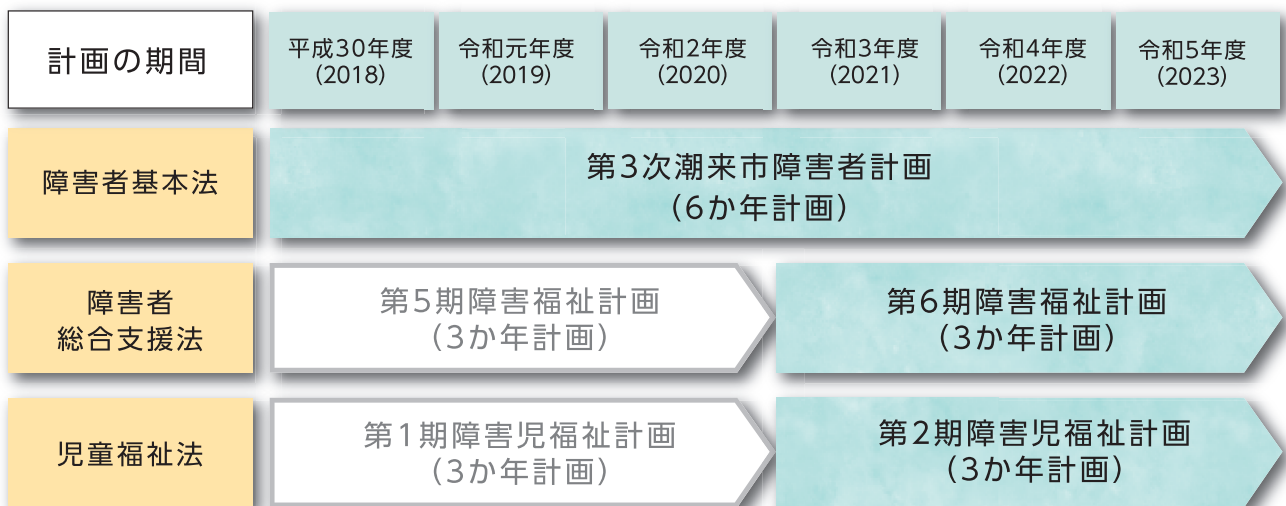 計画の期間
平成30年度
(2018)
令和元年度
(2019)
令和2年度
(2020)
令和3年度
(2021)
令和4年度
(2022)
令和5年度
(2023)
障害者基本法
第3次潮来市障害者計画
(6か年計画)
障害者
総合支援法
第5期障害福祉計画
(3か年計画)
第6期障害福祉計画
(3か年計画)
児童福祉法
第1期障害児福祉計画
(3か年計画)
第2期障害児福祉計画
(3か年計画)